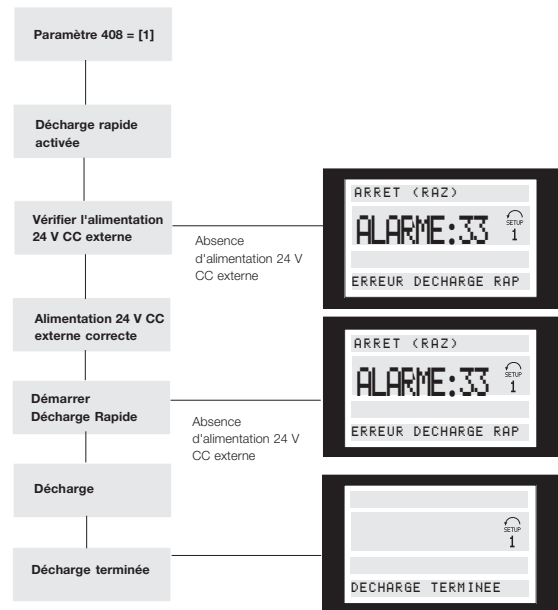 Paramètre 408 = [1]
Décharge rapide
activée
Vérifier l'alimentation
24 V CC externe
Absence
d'alimentation 24 V
CC externe
ARRET (RAZ)
ALARME:33
SETUP
1
ERREUR DECHARGE RAP
Alimentation 24 V CC
externe correcte
Démarrer
Décharge Rapide
Absence
d'alimentation 24 V
CC externe
ARRET (RAZ)
ALARME:33
SETUP
1
ERREUR DECHARGE RAP
Décharge
Décharge terminée
SETUP
1
DECHARGE TERMINEE